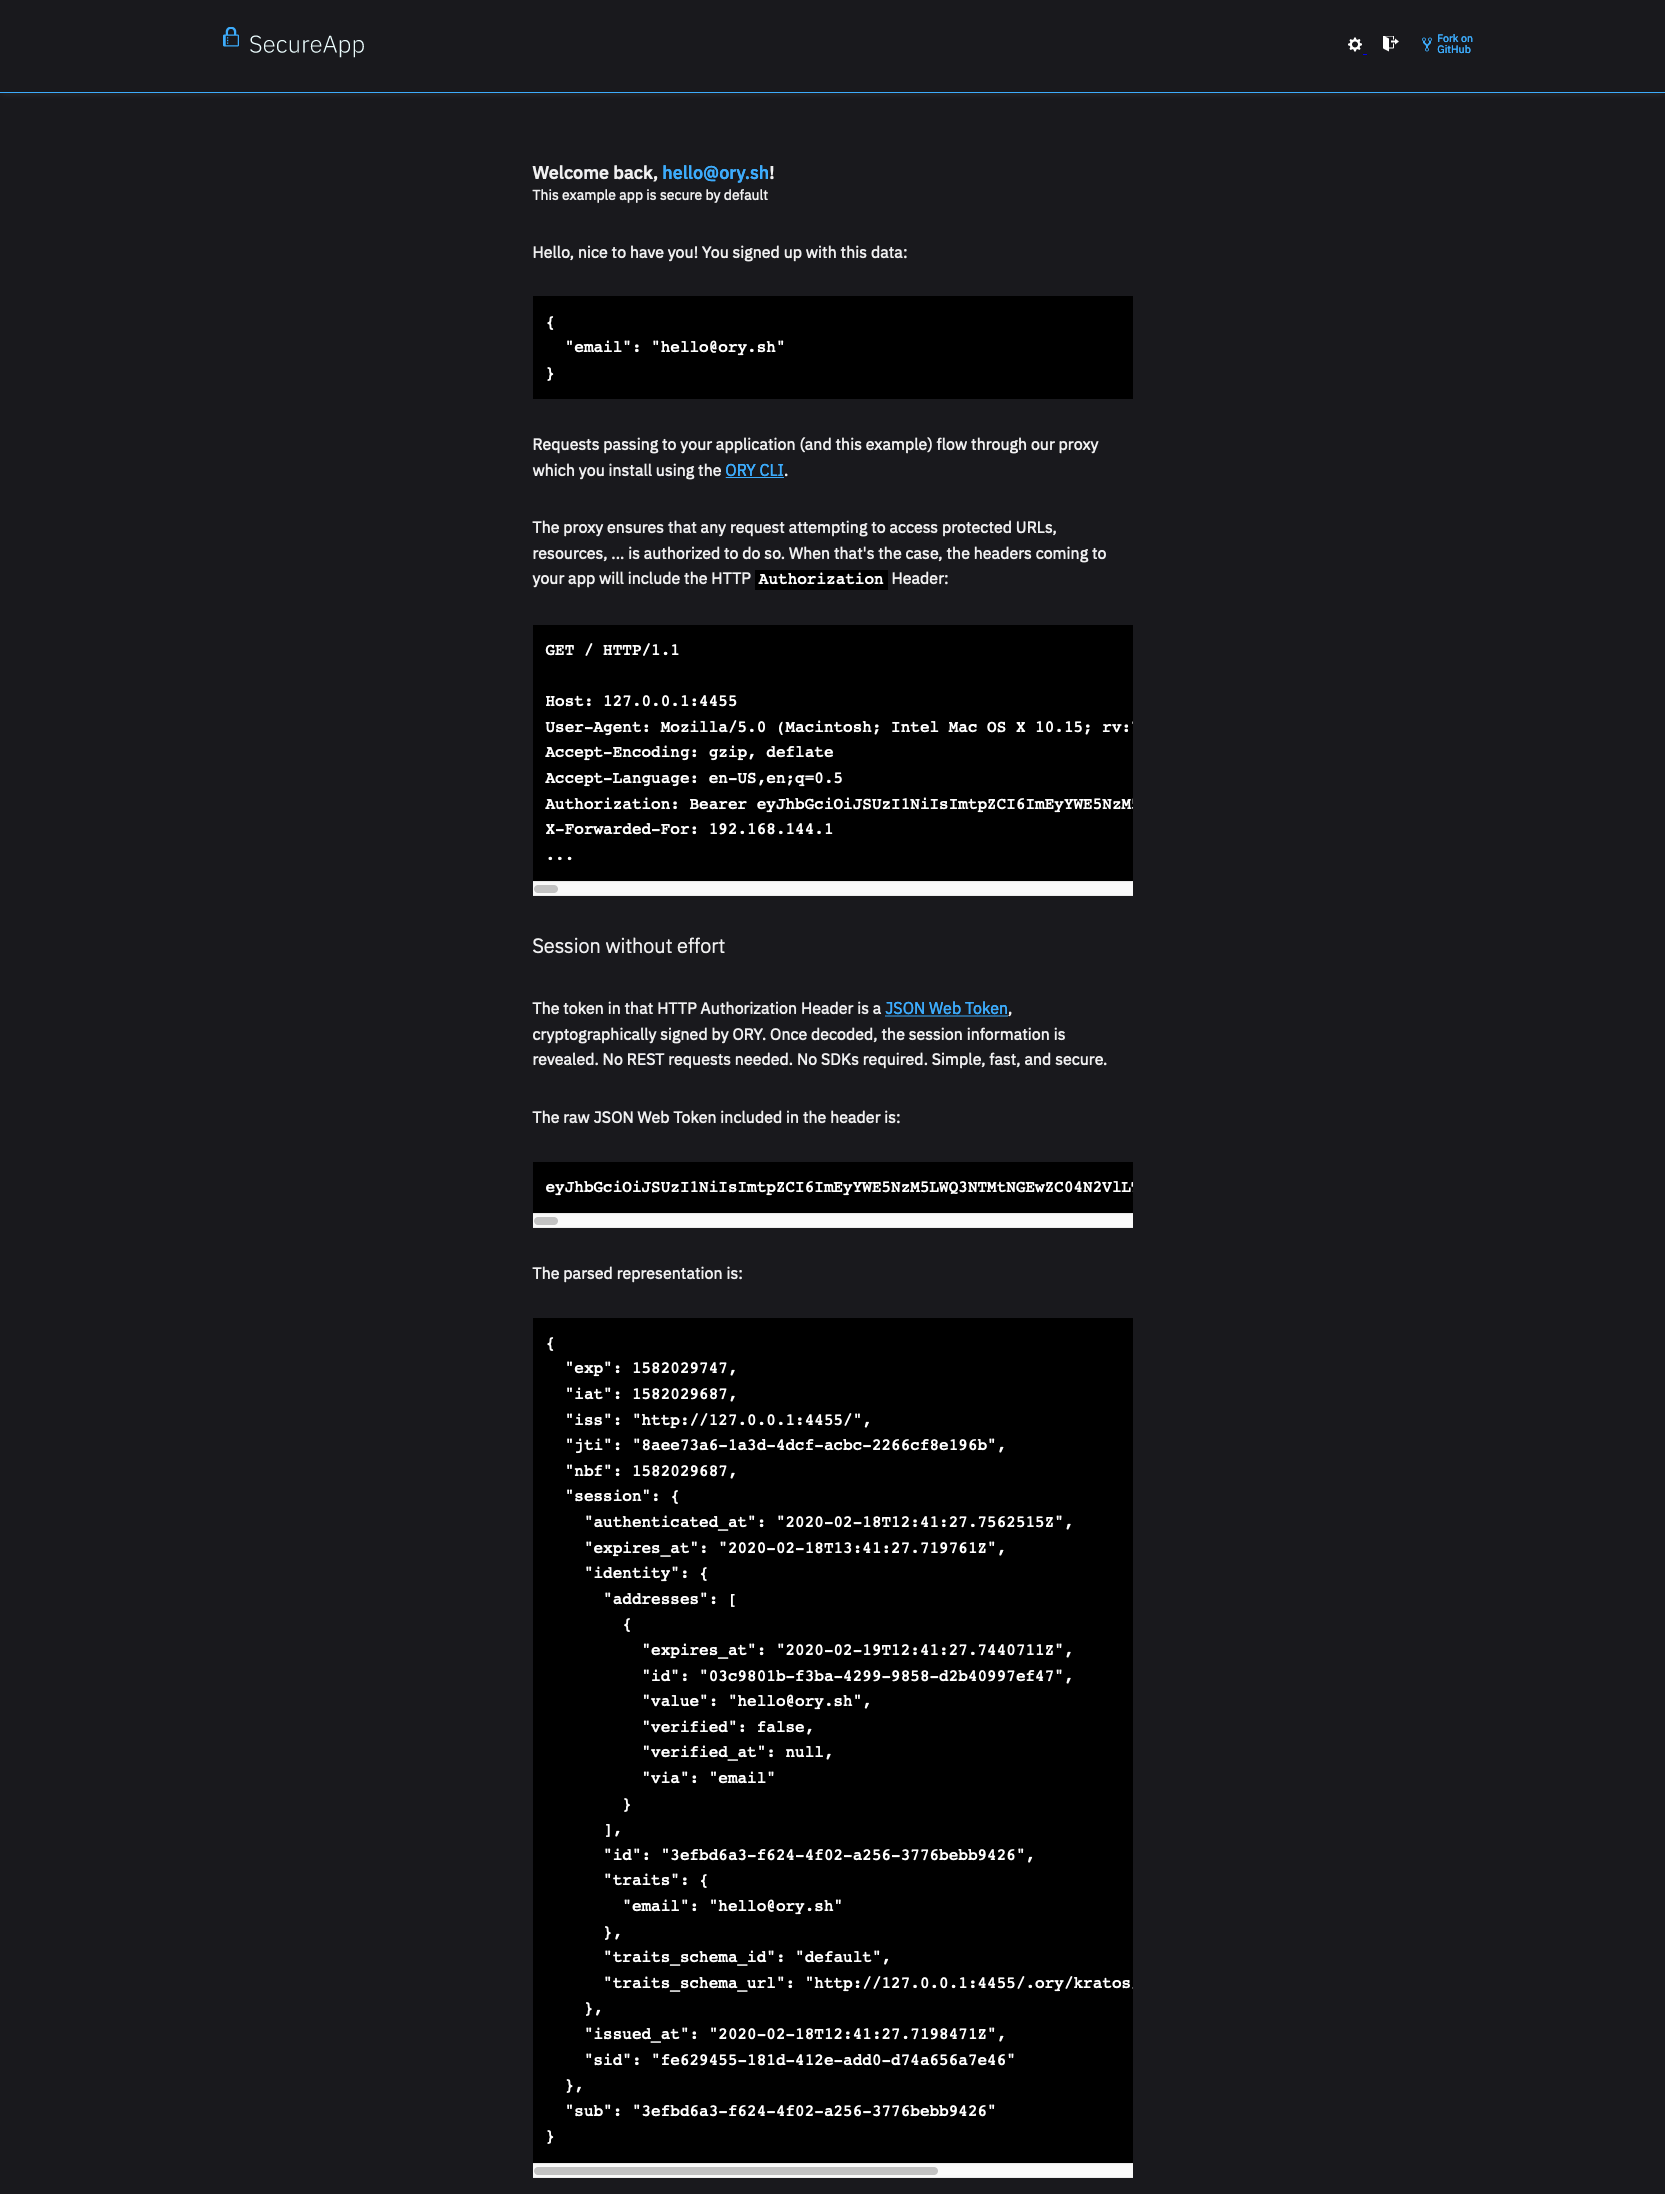 SecureApp
Fork on
GitHub
Welcome back, hello@ory.sh!
This example app is secure by default
Hello, nice to have you! You signed up with this data:
{
  "email": "hello@ory.sh"
}
Requests passing to your application (and this example) flow through our proxy
which you install using the ORY CLI.
The proxy ensures that any request attempting to access protected URLs,
resources, ... is authorized to do so. When that's the case, the headers coming to
your app will include the HTTP Authorization Header:
GET / HTTP/1.1
Host: 127.0.0.1:4455
User-Agent: Mozilla/5.0 (Macintosh; Intel Mac OS X 10.15; rv:
Accept-Encoding: gzip, deflate
Accept-Language: en-US,en;q=0.5
Authorization: Bearer eyJhbGciOiJSUzI1NiIsImtpZCI6ImEyYWE5NzM
X-Forwarded-For: 192.168.144.1
...
Session without effort
The token in that HTTP Authorization Header is a JSON Web Token,
cryptographically signed by ORY. Once decoded, the session information is
revealed. No REST requests needed. No SDKs required. Simple, fast, and secure.
The raw JSON Web Token included in the header is:
eyJhbGciOiJSUzI1NiIsImtpZCI6ImEyYWE5NzM5LWQ3NTMtNGEwZC04N2VlL
The parsed representation is:
{
  "exp": 1582029747,
  "iat": 1582029687,
  "iss": "http://127.0.0.1:4455/",
  "jti": "8aee73a6-1a3d-4dcf-acbc-2266cf8e196b",
  "nbf": 1582029687,
  "session": {
    "authenticated_at": "2020-02-18T12:41:27.7562515Z",
    "expires_at": "2020-02-18T13:41:27.719761Z",
    "identity": {
      "addresses": [
        {
          "expires_at": "2020-02-19T12:41:27.7440711Z",
          "id": "03c9801b-f3ba-4299-9858-d2b40997ef47",
          "value": "hello@ory.sh",
          "verified": false,
          "verified_at": null,
          "via": "email"
        }
      ],
      "id": "3efbd6a3-f624-4f02-a256-3776bebb9426",
      "traits": {
        "email": "hello@ory.sh"
      },
      "traits_schema_id": "default",
      "traits_schema_url": "http://127.0.0.1:4455/.ory/kratos
    },
    "issued_at": "2020-02-18T12:41:27.7198471Z",
    "sid": "fe629455-181d-412e-add0-d74a656a7e46"
  },
  "sub": "3efbd6a3-f624-4f02-a256-3776bebb9426"
}